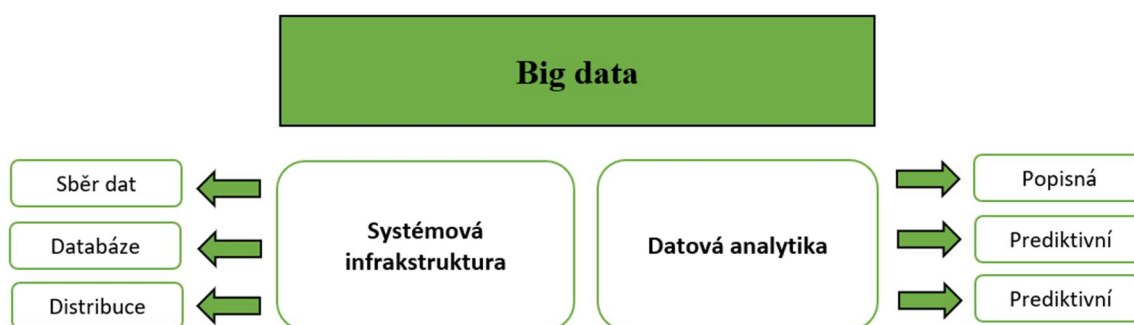 Big data
Sběr dat
Databáze
Distribuce
Systémová
infrakstruktura
Datová analytika
Popisná
Prediktivní
Prediktivní